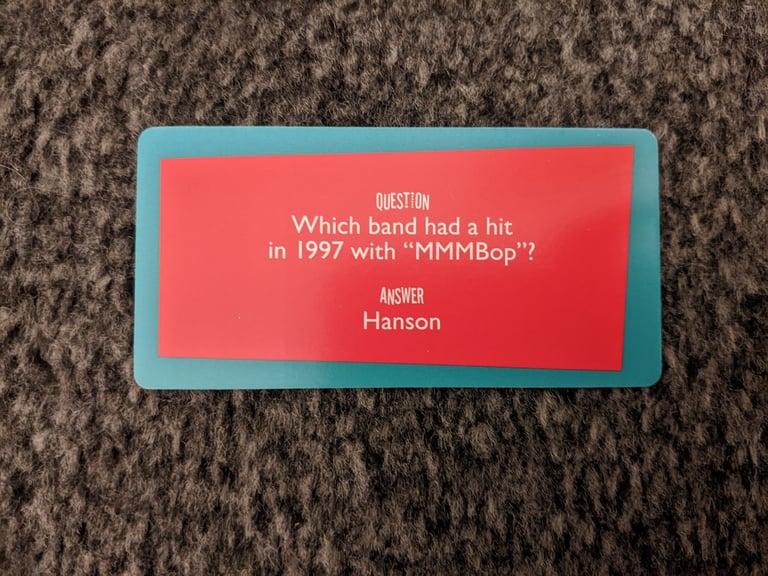 QUESTION
Which band had a hit
in 1997 with “MMMBop”?
ANSWER
Hanson